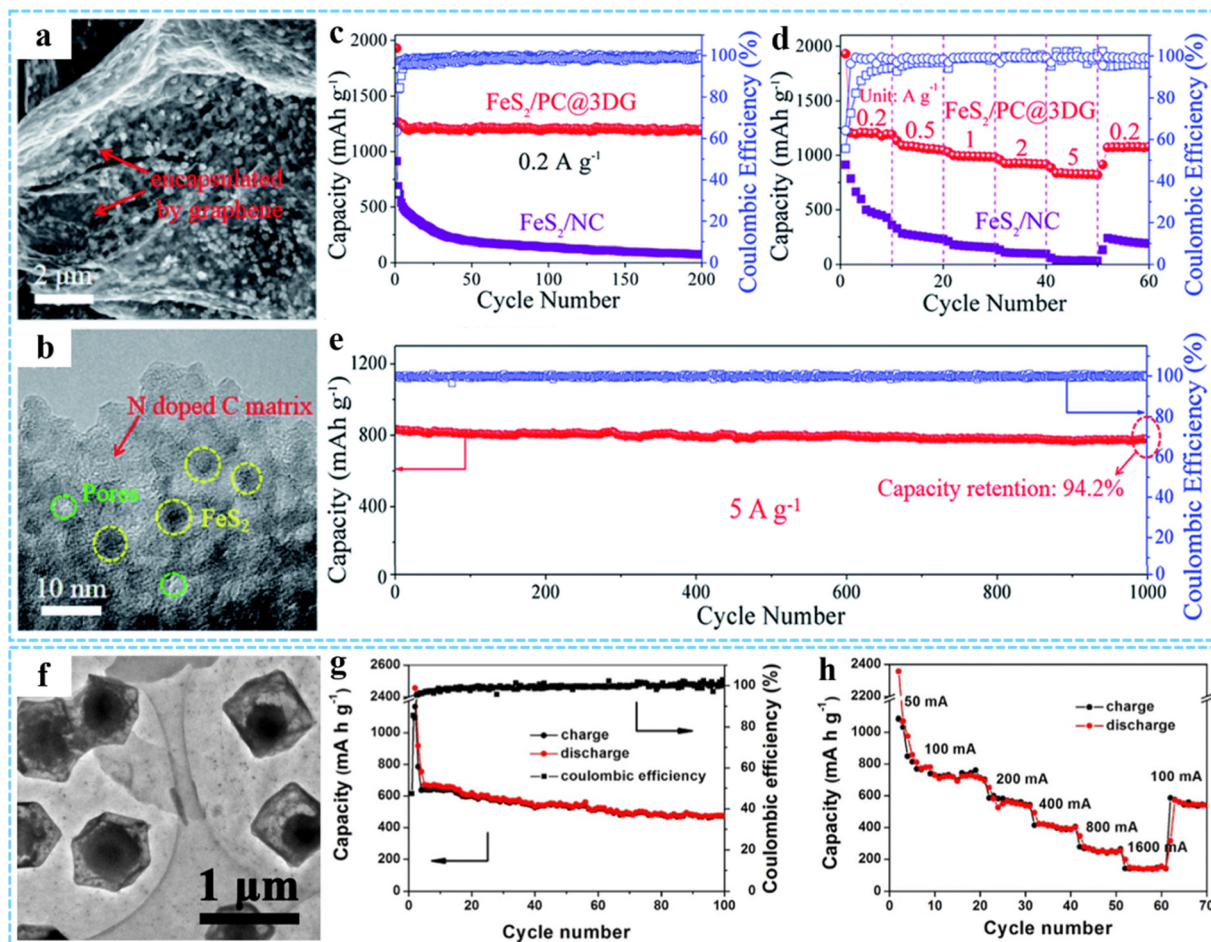 a
encapsulated
by graphene
2 μm
b
N doped C matrix
Pores
FeS2
10 nm
c
Capacity (mAh g-1)
2000
1750
1500
1250
1000
750
500
250
0
FeS2/PC@3DG
0.2 A g-1
FeS2/NC
0
50
100
150
200
Cycle Number
100
80
60
40
20
0
Coulombic Efficiency (%)
d
Capacity (mAh g-1)
2000
1500
1000
500
0
Unit: A g-1
FeS2/PC@3DG
0.2
0.5
1
2
5
0.2
FeS2/NC
0
20
40
60
Cycle Number
100
80
60
40
20
0
Coulombic Efficiency (%)
e
Capacity (mAh g-1)
1200
800
400
0
5 A g-1
Capacity retention: 94.2%
0
200
400
600
800
1000
Cycle Number
100
80
60
40
20
0
Coulombic Efficiency (%)
f
1 μm
g
Capacity (mA h g-1)
2600
2400
1000
800
600
400
200
0
charge
discharge
coulombic efficiency
0
20
40
60
80
100
Cycle number
100
80
60
40
20
0
Coulombic efficiency (%)
h
Capacity (mA h g-1)
2400
2200
1000
800
600
400
200
0
50 mA
100 mA
200 mA
400 mA
800 mA
1600 mA
100 mA
charge
discharge
0
10
20
30
40
50
60
70
Cycle number